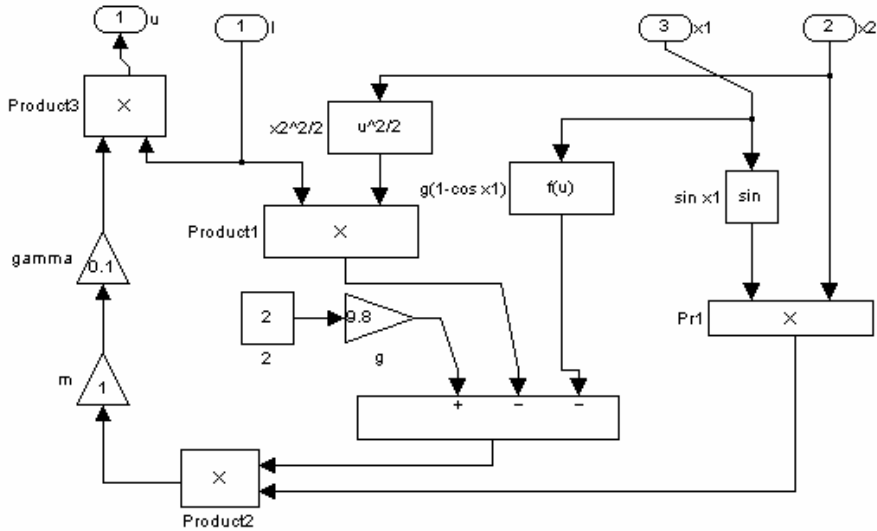 1 u
1 l
3 x1
2 x2
Product3 ×
x2^2/2 u^2/2
g(1-cos x1) f(u)
sin x1 sin
Product1 ×
gamma 0.1
2 9.8
2 g
Pr1 ×
m 1
+ − −
×
Product2